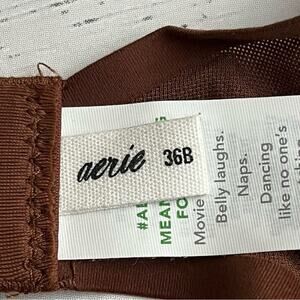 aerie 36B
#A
MEAN
FO
Movie
Belly laughs.
Naps.
Dancing
like no one's